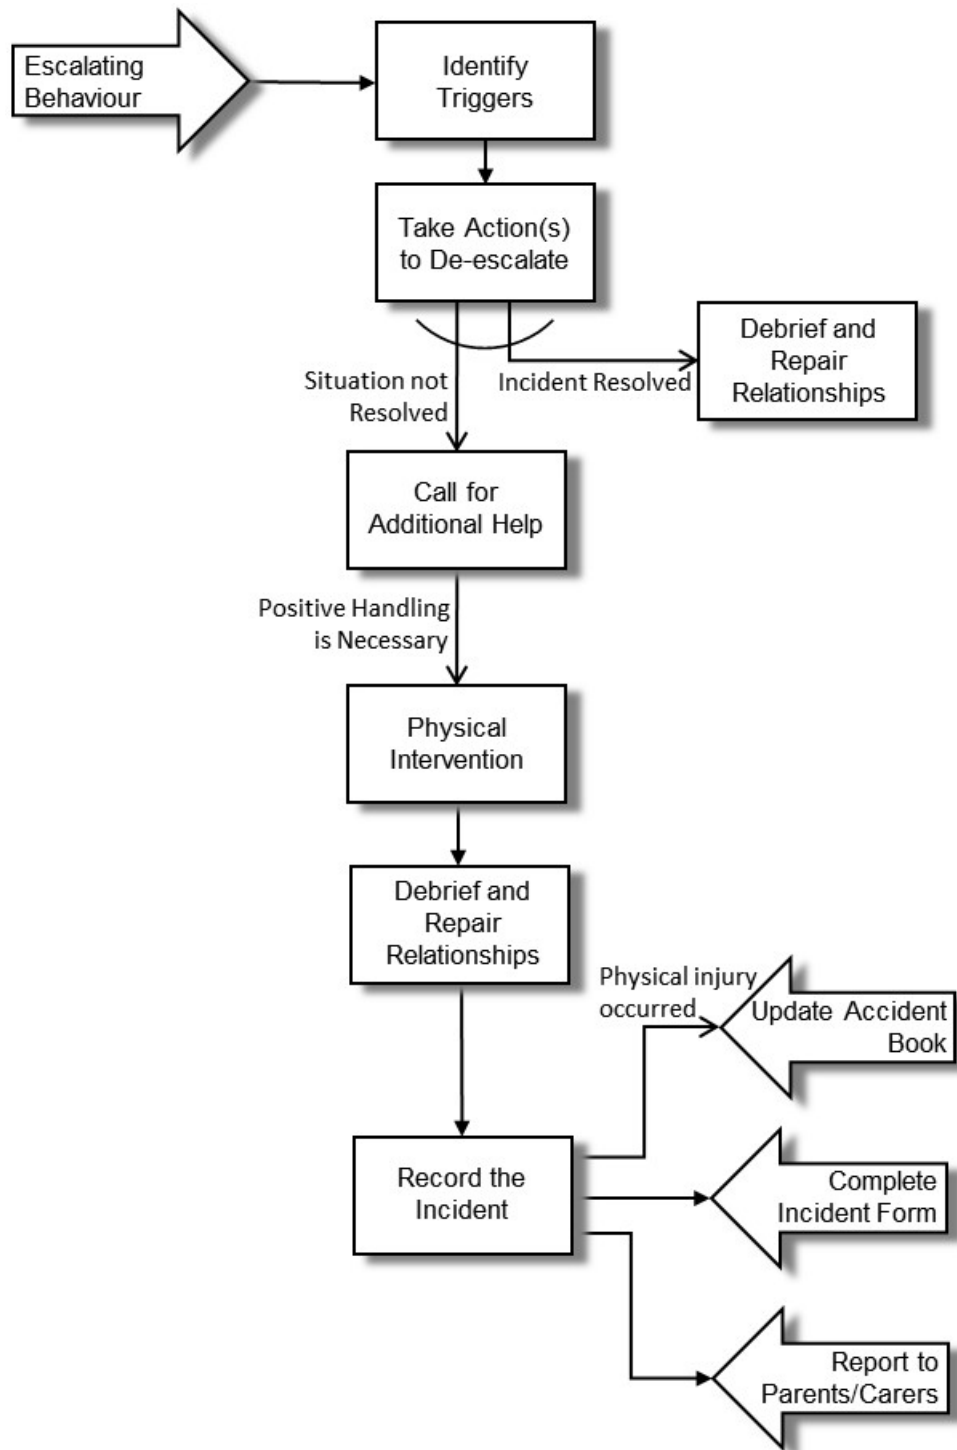 Escalating
Behaviour
Identify
Triggers
Take Action(s)
to De-escalate
Situation not
Resolved
Incident Resolved
Debrief and
Repair
Relationships
Call for
Additional Help
Positive Handling
is Necessary
Physical
Intervention
Debrief and
Repair
Relationships
Physical injury
occurred
Update Accident
Book
Record the
Incident
Complete
Incident Form
Report to
Parents/Carers